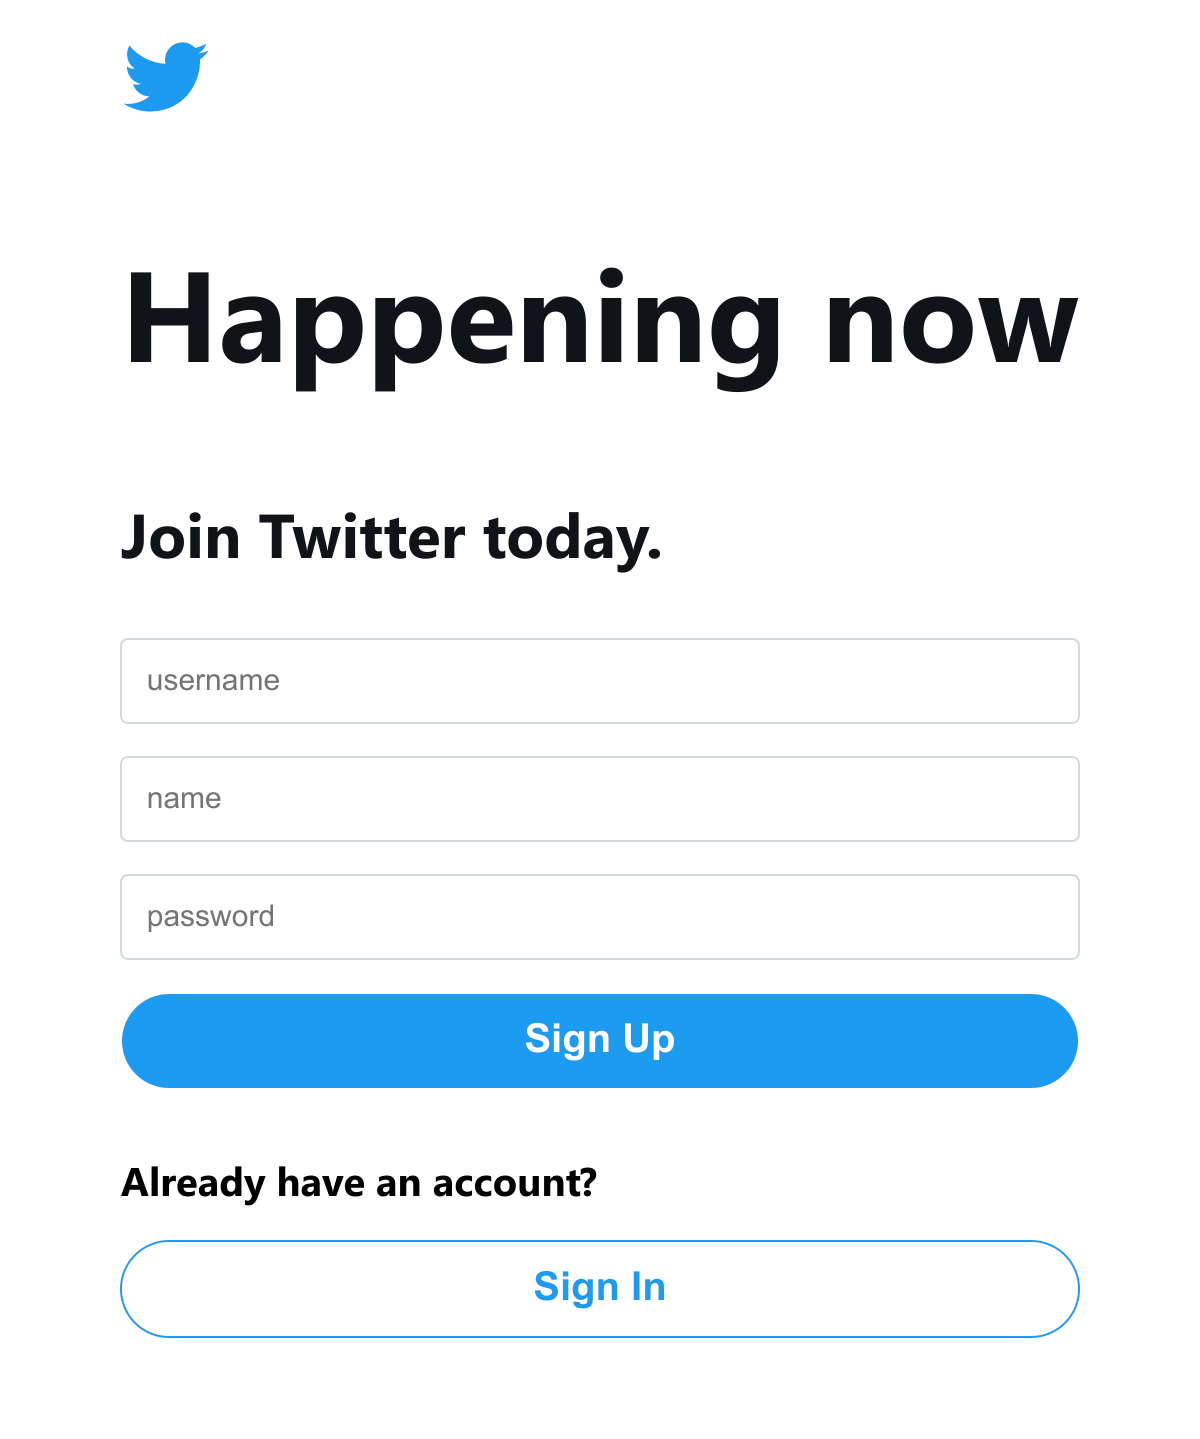 Happening now
Join Twitter today.
username
name
password
Sign Up
Already have an account?
Sign In